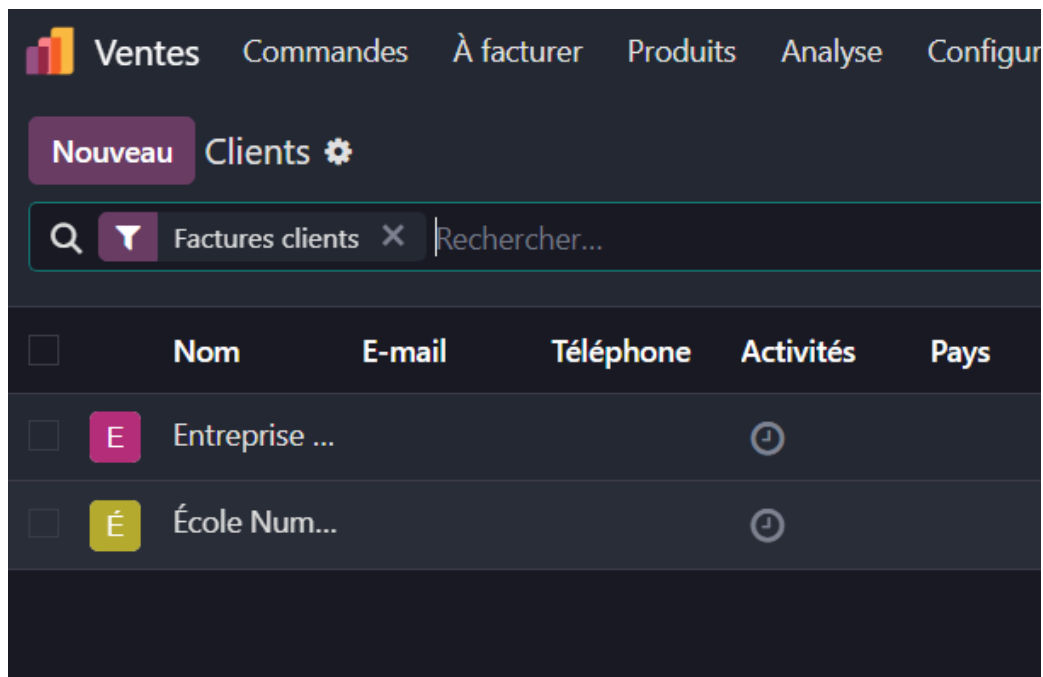 Ventes Commandes À facturer Produits Analyse Configur
Nouveau Clients
Factures clients Rechercher...
Nom E-mail Téléphone Activités Pays
E Entreprise ...
É École Num...